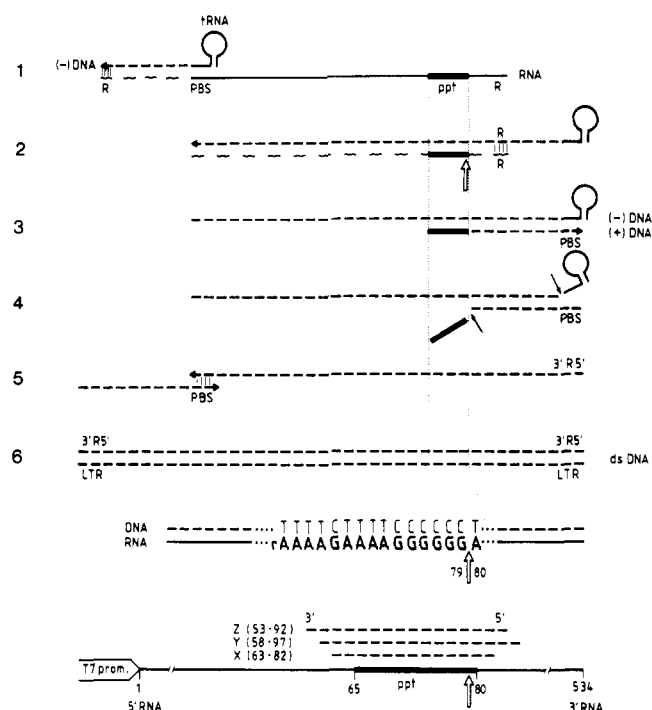 tRNA
1 (-) DNA RNA
R PBS ppt R
2 R
R
3 (-) DNA
(+) DNA
PBS
4
PBS
5 3'R5'
PBS
6 3'R5' 3'R5' ds DNA
LTR LTR
DNA ....TTTTCTTTTCCCCCCT....
RNA ....rAAAAGAAAAGGGGGGA....
79 80
3' 5'
Z (53-92)
Y (58-97)
X (63-82)
T7 prom.
1 65 ppt 80 534
5'RNA 3'RNA